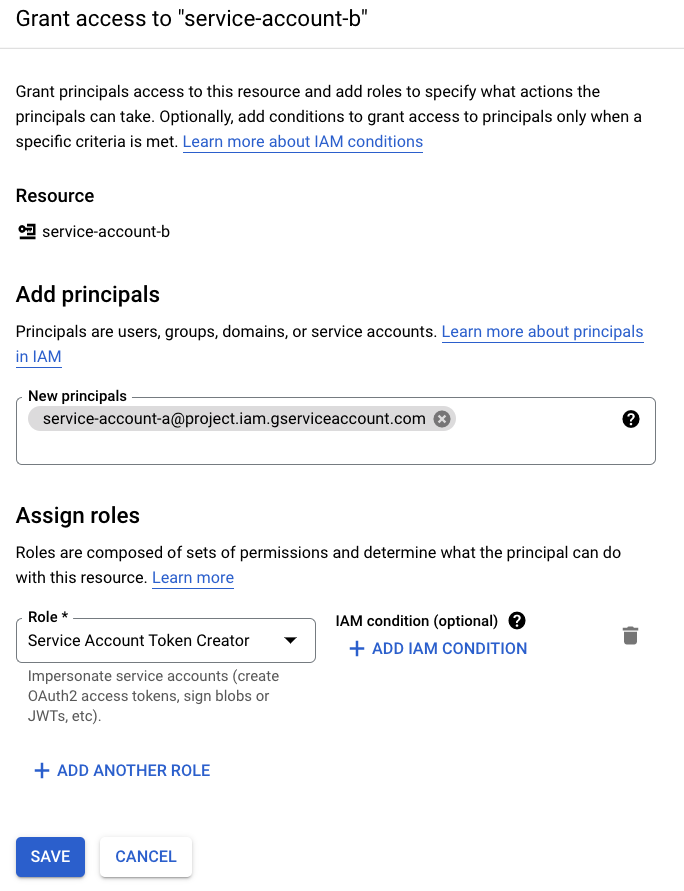 Grant access to "service-account-b"
Grant principals access to this resource and add roles to specify what actions the
principals can take. Optionally, add conditions to grant access to principals only when a
specific criteria is met. Learn more about IAM conditions
Resource
service-account-b
Add principals
Principals are users, groups, domains, or service accounts. Learn more about principals
in IAM
New principals
service-account-a@project.iam.gserviceaccount.com
Assign roles
Roles are composed of sets of permissions and determine what the principal can do
with this resource. Learn more
Role *
Service Account Token Creator
IAM condition (optional)
ADD IAM CONDITION
Impersonate service accounts (create
OAuth2 access tokens, sign blobs or
JWTs, etc).
ADD ANOTHER ROLE
SAVE
CANCEL